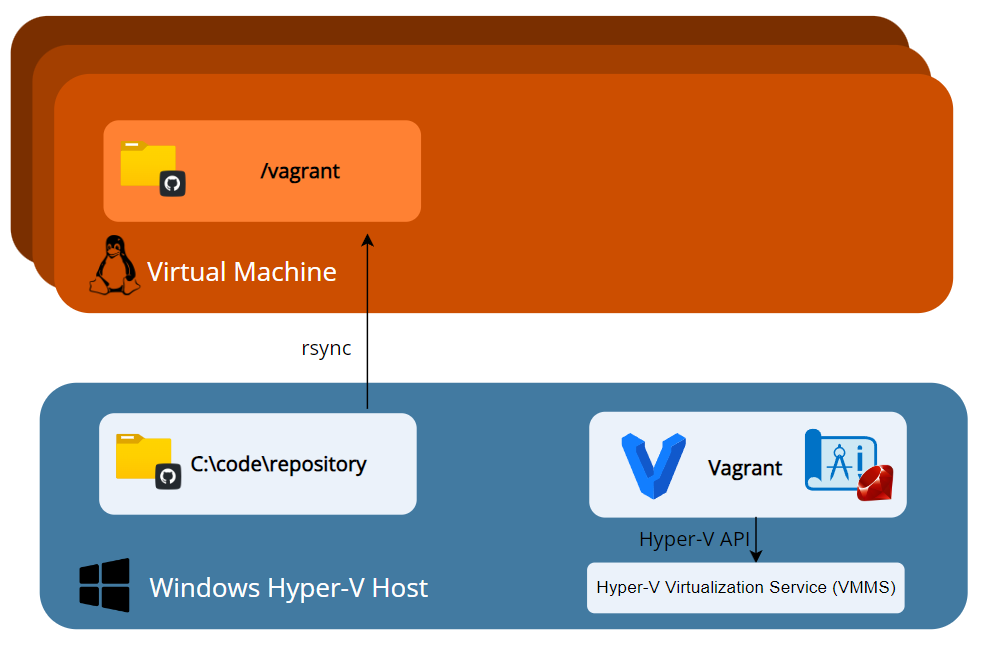 /vagrant
Virtual Machine
rsync
C:\code\repository
Vagrant
Hyper-V API
Windows Hyper-V Host
Hyper-V Virtualization Service (VMMS)